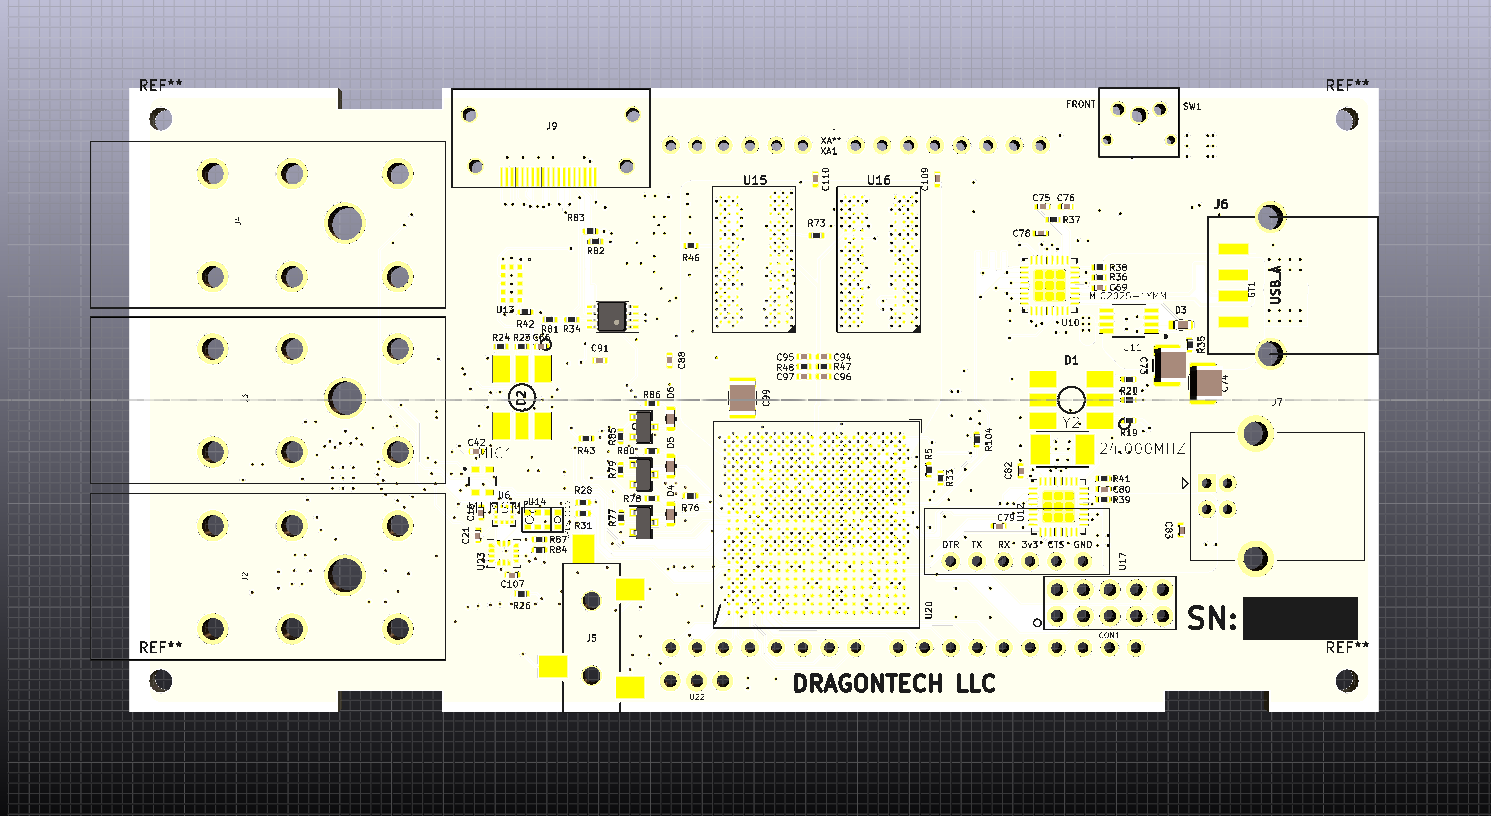 REF**
REF**
FRONT
SW1
J9
XA**
XA1
C110
U15
U16
C109
J6
R83
R82
R46
R73
C75
C76
R37
C78
R38
R36
C69
GT1
USB_A
U13
R42
R81
R34
U10
D3
R35
R24
C91
C88
C95
C94
R48
R47
C97
C96
D1
C73
C74
J7
D2
C99
R86
D6
R20
R19
Y2
24.000MHZ
R43
R85
R80
D5
R104
C42
R79
R5
R33
C82
R41
C80
R39
U6
U14
R28
R78
D4
R76
R31
R77
C79
C83
C21
U23
R67
R84
DTR
TX
RX
3v3
CTS
GND
U17
C107
R26
J2
U20
SN:
J5
CON1
REF**
REF**
U22
DRAGONTECH LLC